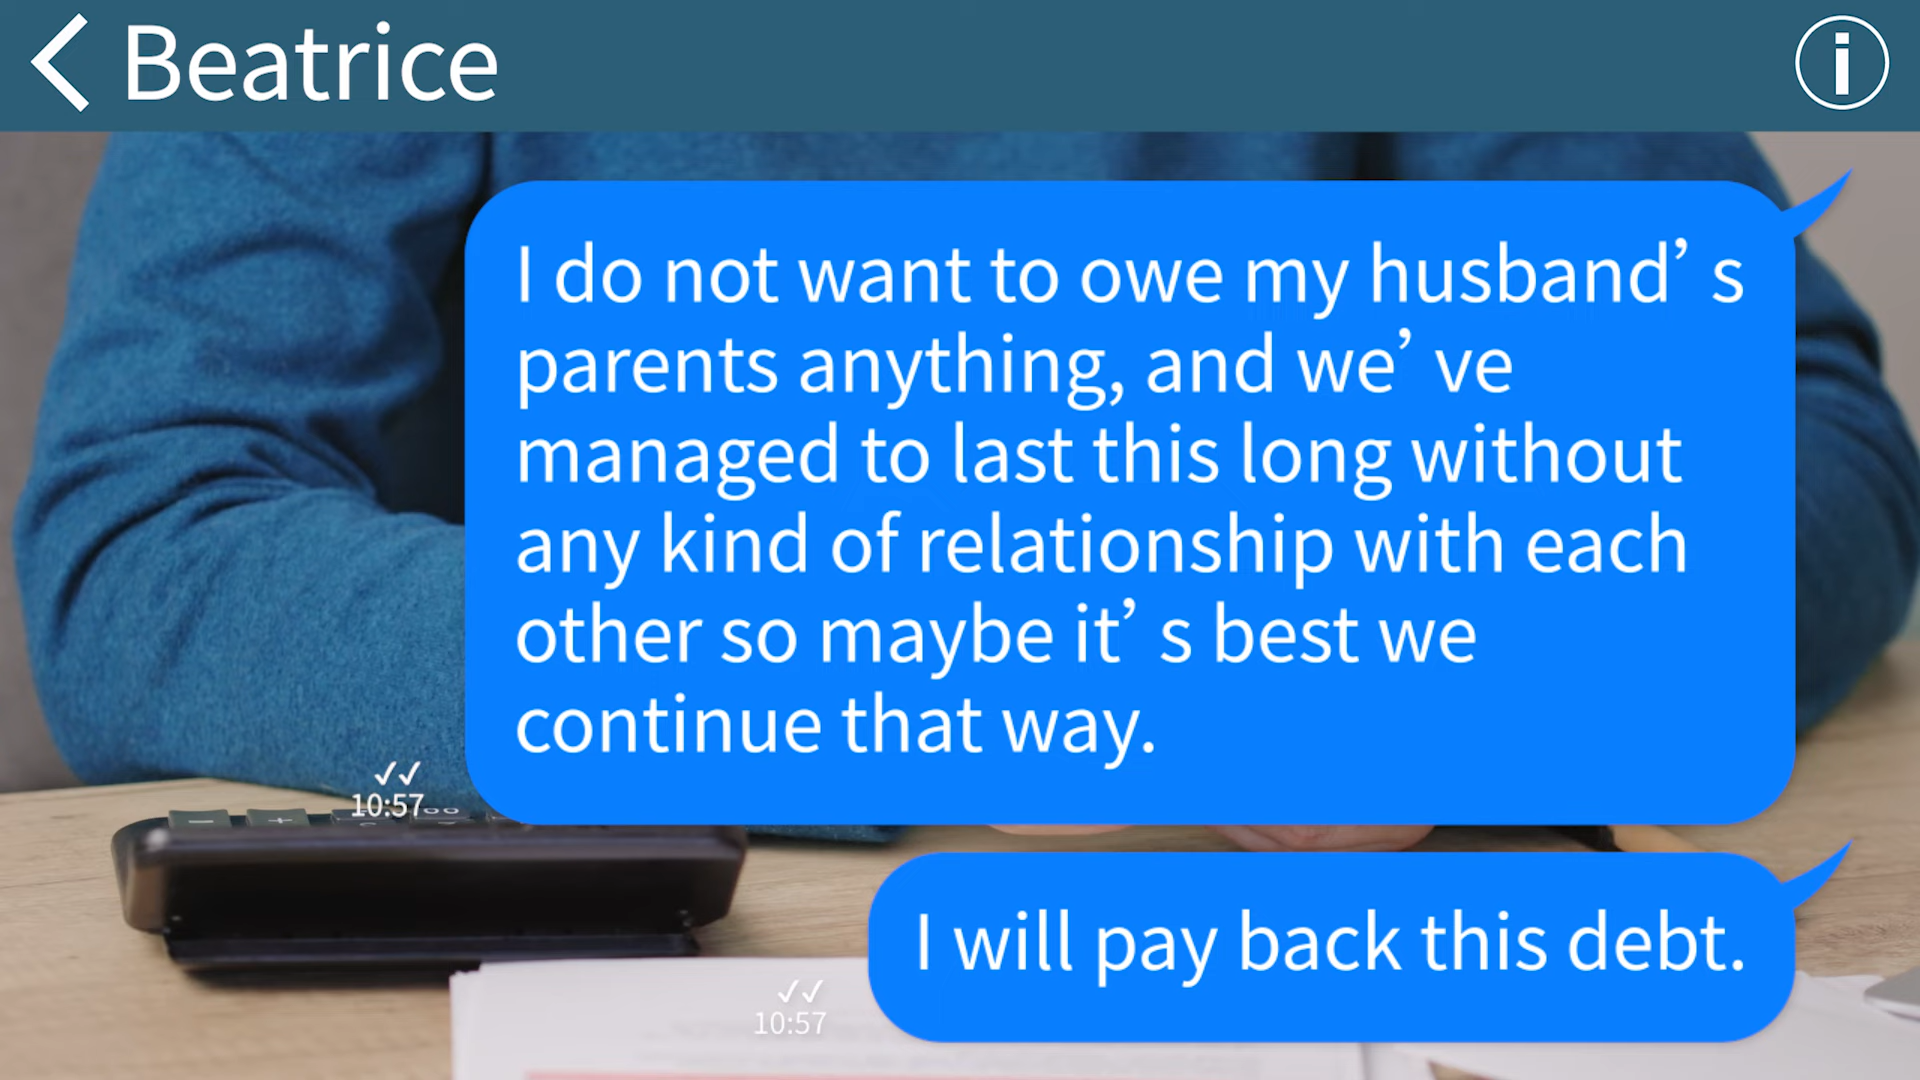 Beatrice
I do not want to owe my husband’s
parents anything, and we’ve
managed to last this long without
any kind of relationship with each
other so maybe it’s best we
continue that way.
10:57
I will pay back this debt.
10:57